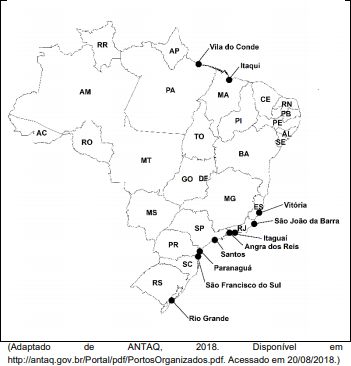 RR
AP
Vila do Conde
Itaqui
AM
PA
MA
CE
RN
PB
PE
AL
SE
PI
AC
RO
TO
BA
MT
GO
DF
MG
ES
Vitória
MS
São João da Barra
SP
RJ
Itaguaí
Angra dos Reis
Santos
PR
Paranaguá
SC
São Francisco do Sul
RS
Rio Grande
(Adaptado de ANTAQ, 2018. Disponível em
http://antaq.gov.br/Portal/pdf/PortosOrganizados.pdf. Acessado em 20/08/2018.)